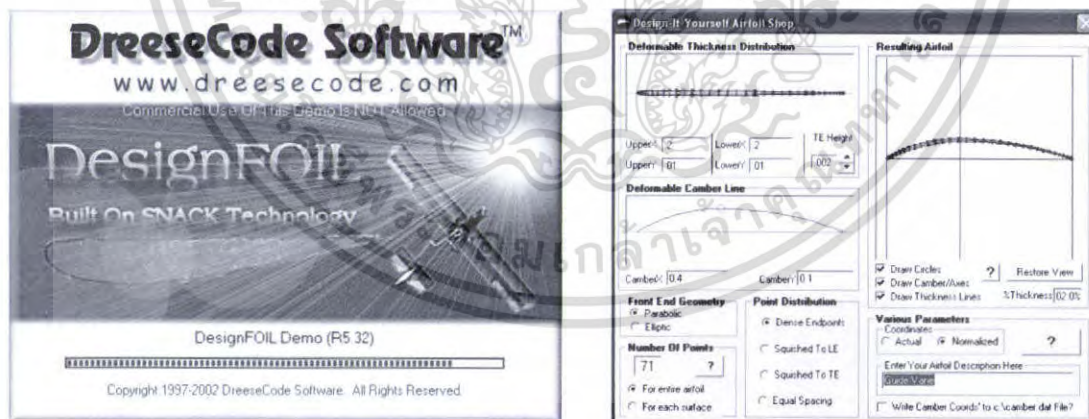 DreeseCode Software™
www.dreesecode.com
Commercial Use Of This Demo Is NOT Allowed
DesignFOIL
Built On SNACK Technology
DesignFOIL Demo (R5.32)
Copyright 1997-2002 DreeseCode Software. All Rights Reserved.
Design-It-Yourself Airfoil Shop
Deformable Thickness Distribution
UpperX .2 LowerX .2 TE Height
UpperY .01 LowerY .01 .002
Deformable Camber Line
CamberX 0.4 CamberY 0.1
Front End Geometry
Parabolic
Elliptic
Number Of Points
71 ?
For entire airfoil
For each surface
Point Distribution
Dense Endpoints
Squished To LE
Squished To TE
Equal Spacing
Resulting Airfoil
Draw Circles ? Restore View
Draw Camber/Axes
Draw Thickness Lines %Thickness 02.0%
Various Parameters
Coordinates
Actual Normalized ?
Enter Your Airfoil Description Here
Guide Vane
Write Camber Coords' to c:\camber.dat File?